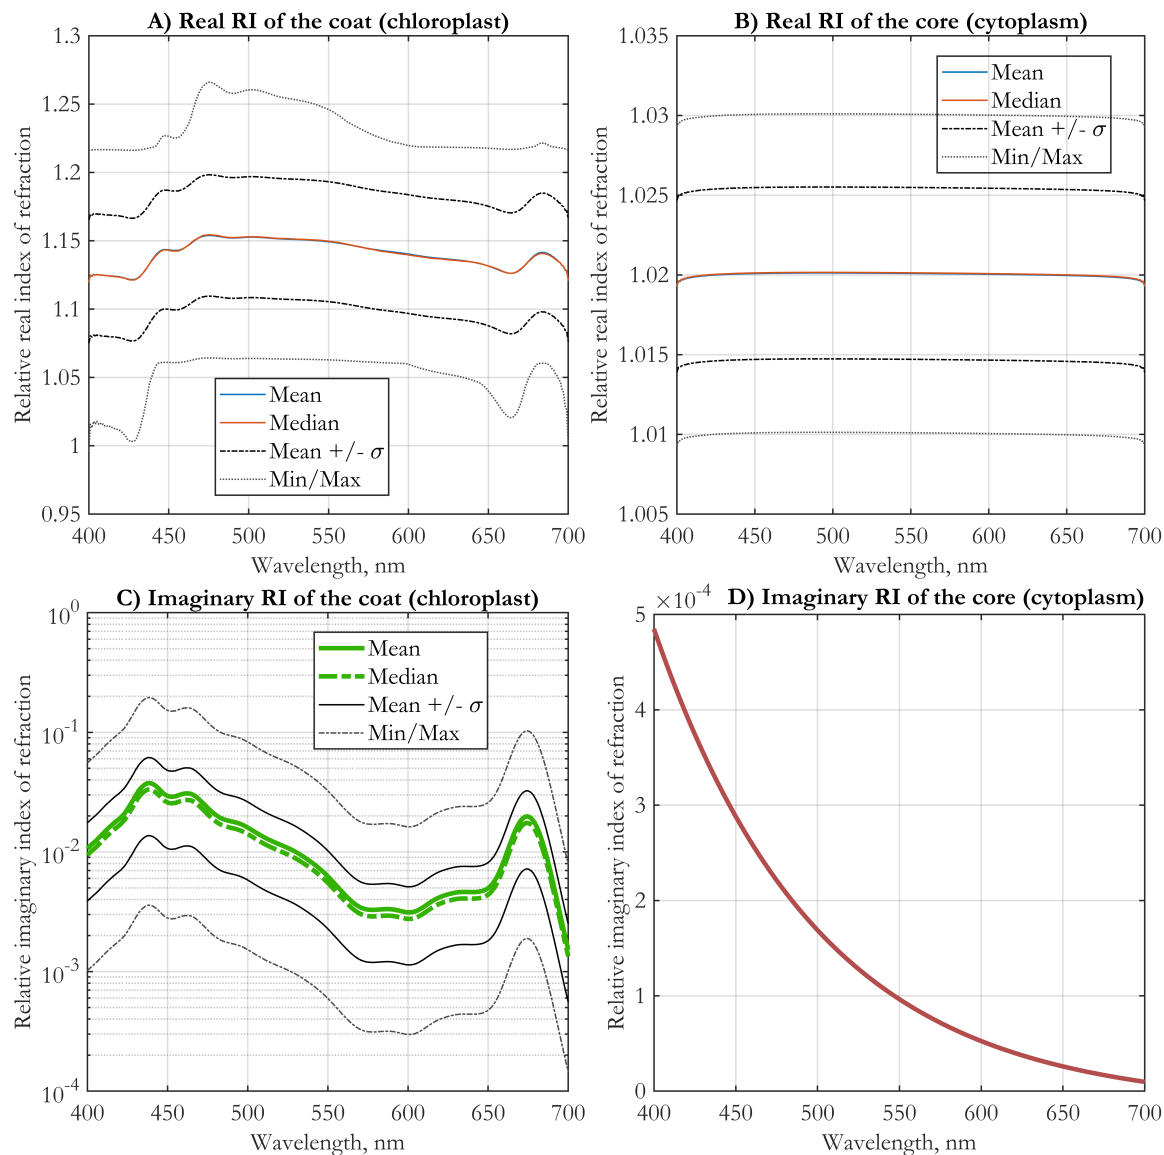 A) Real RI of the coat (chloroplast)
1.3
1.25
1.2
1.15
1.1
1.05
1
0.95
Relative real index of refraction
Mean
Median
Mean +/- σ
Min/Max
400 450 500 550 600 650 700
Wavelength, nm
B) Real RI of the core (cytoplasm)
1.035
1.03
1.025
1.02
1.015
1.01
1.005
Relative real index of refraction
Mean
Median
Mean +/- σ
Min/Max
400 450 500 550 600 650 700
Wavelength, nm
C) Imaginary RI of the coat (chloroplast)
10⁰
10⁻¹
10⁻²
10⁻³
10⁻⁴
Relative imaginary index of refraction
Mean
Median
Mean +/- σ
Min/Max
400 450 500 550 600 650 700
Wavelength, nm
×10⁻⁴ D) Imaginary RI of the core (cytoplasm)
5
4
3
2
1
0
Relative imaginary index of refraction
400 450 500 550 600 650 700
Wavelength, nm